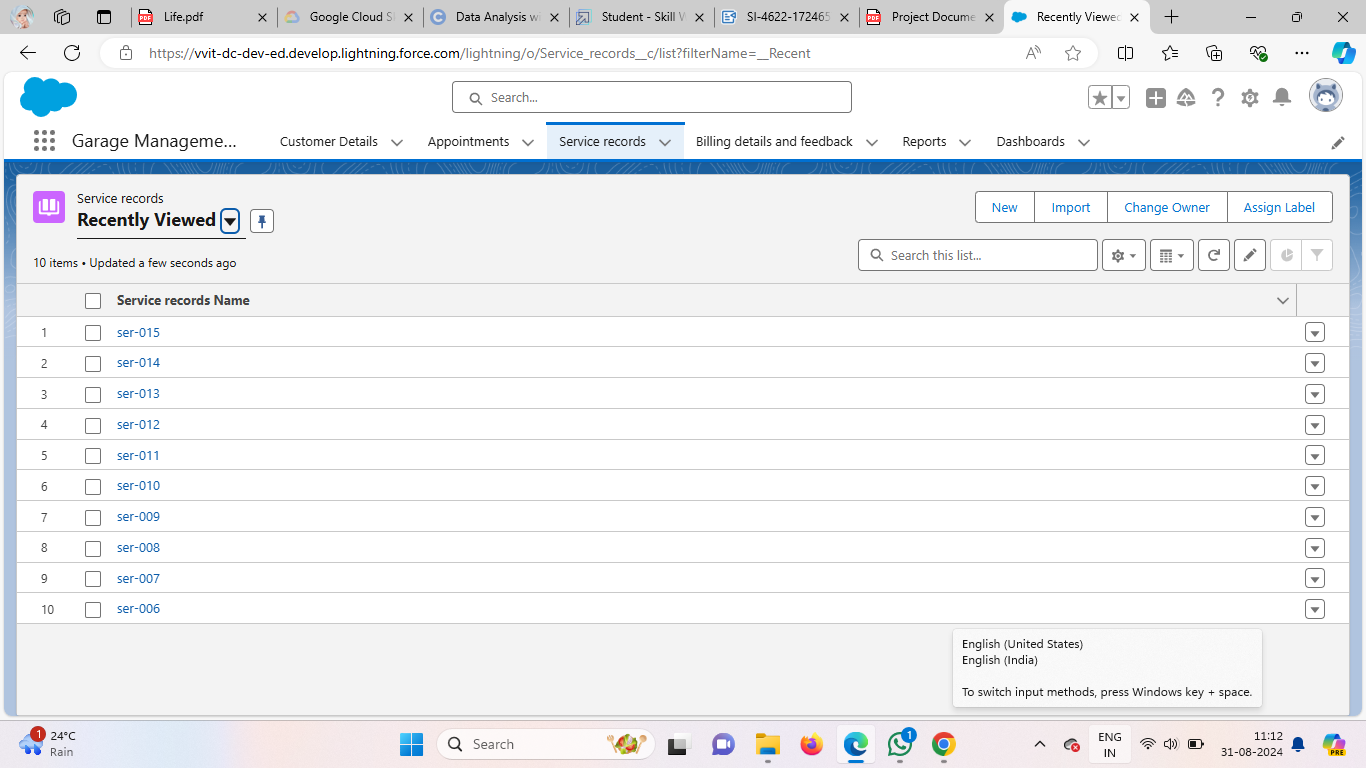 Life.pdf
Google Cloud S
Data Analysis w
Student - Skill
SI-4622-172465
Project Docume
Recently Viewed
https://vvit-dc-dev-ed.develop.lightning.force.com/lightning/o/Service_records__c/list?filterName=__Recent
Search...
Garage Manageme...
Customer Details
Appointments
Service records
Billing details and feedback
Reports
Dashboards
Service records
Recently Viewed
New
Import
Change Owner
Assign Label
10 items • Updated a few seconds ago
Search this list...
Service records Name
1 ser-015
2 ser-014
3 ser-013
4 ser-012
5 ser-011
6 ser-010
7 ser-009
8 ser-008
9 ser-007
10 ser-006
English (United States)
English (India)
To switch input methods, press Windows key + space.
1
24°C
Rain
Search
1
ENG
IN
11:12
31-08-2024
PRE